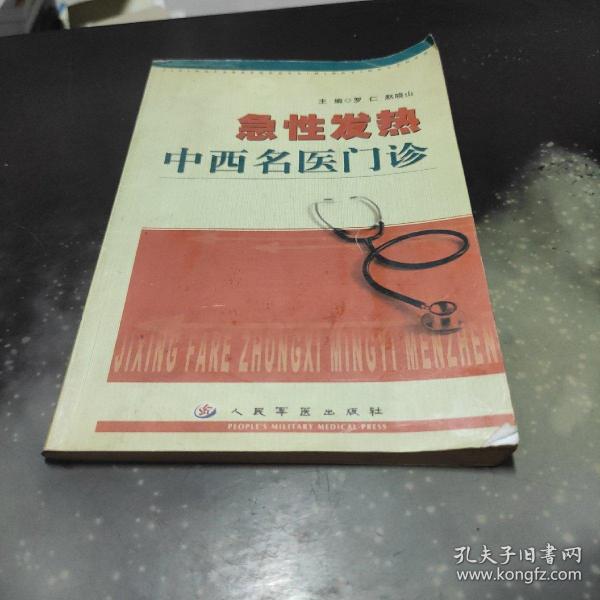 主 编◎罗 仁 赵晓山
急性发热
中西名医门诊
JIXING FARE ZHONGXI MINGYI MENZHEN
人民军医出版社
PEOPLE'S MILITARY MEDICAL PRESS
孔夫子旧书网
www.kongfz.com